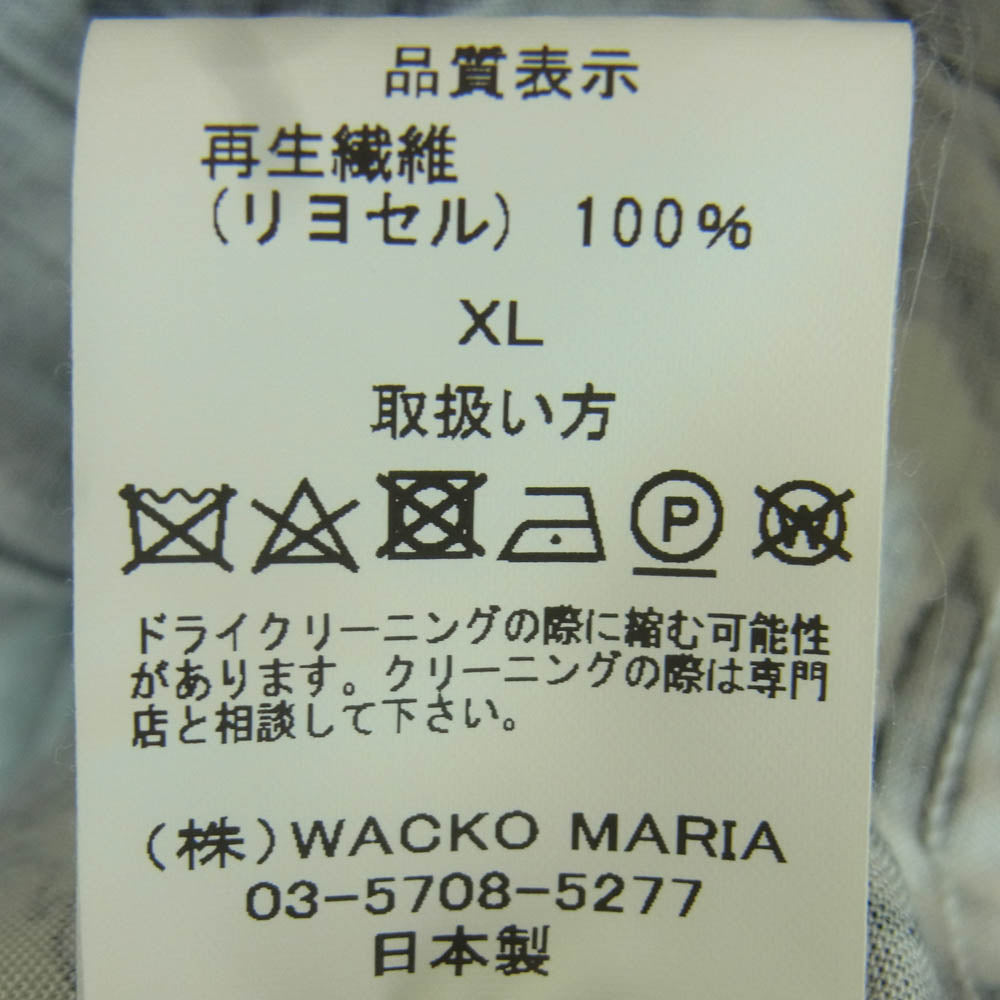 品質表示
再生繊維
(リヨセル) 100%
XL
取扱い方
P W
ドライクリーニングの際に縮む可能性
があります。クリーニングの際は専門
店と相談して下さい。
(株)WACKO MARIA
03-5708-5277
日本製